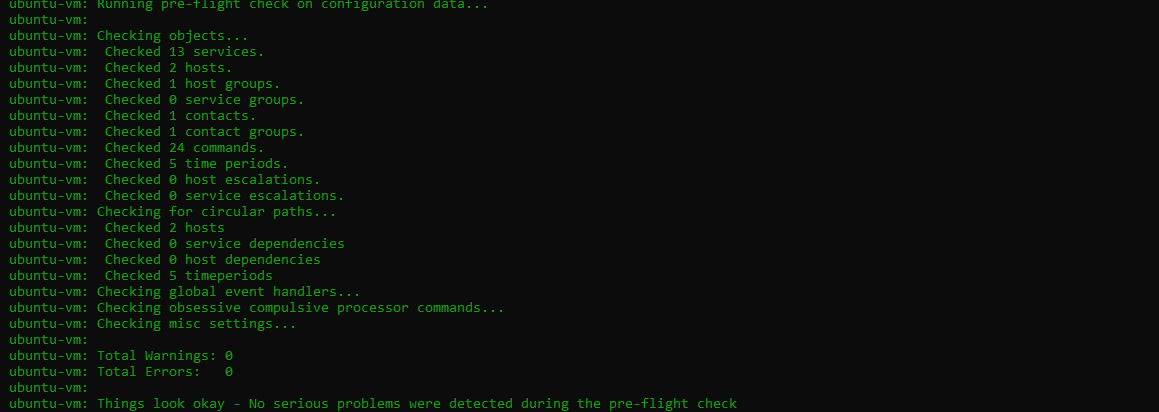 ubuntu-vm: Running pre-flight check on configuration data...
ubuntu-vm:
ubuntu-vm: Checking objects...
ubuntu-vm:  Checked 13 services.
ubuntu-vm:  Checked 2 hosts.
ubuntu-vm:  Checked 1 host groups.
ubuntu-vm:  Checked 0 service groups.
ubuntu-vm:  Checked 1 contacts.
ubuntu-vm:  Checked 1 contact groups.
ubuntu-vm:  Checked 24 commands.
ubuntu-vm:  Checked 5 time periods.
ubuntu-vm:  Checked 0 host escalations.
ubuntu-vm:  Checked 0 service escalations.
ubuntu-vm: Checking for circular paths...
ubuntu-vm:  Checked 2 hosts
ubuntu-vm:  Checked 0 service dependencies
ubuntu-vm:  Checked 0 host dependencies
ubuntu-vm:  Checked 5 timeperiods
ubuntu-vm: Checking global event handlers...
ubuntu-vm: Checking obsessive compulsive processor commands...
ubuntu-vm: Checking misc settings...
ubuntu-vm:
ubuntu-vm: Total Warnings: 0
ubuntu-vm: Total Errors:   0
ubuntu-vm:
ubuntu-vm: Things look okay - No serious problems were detected during the pre-flight check